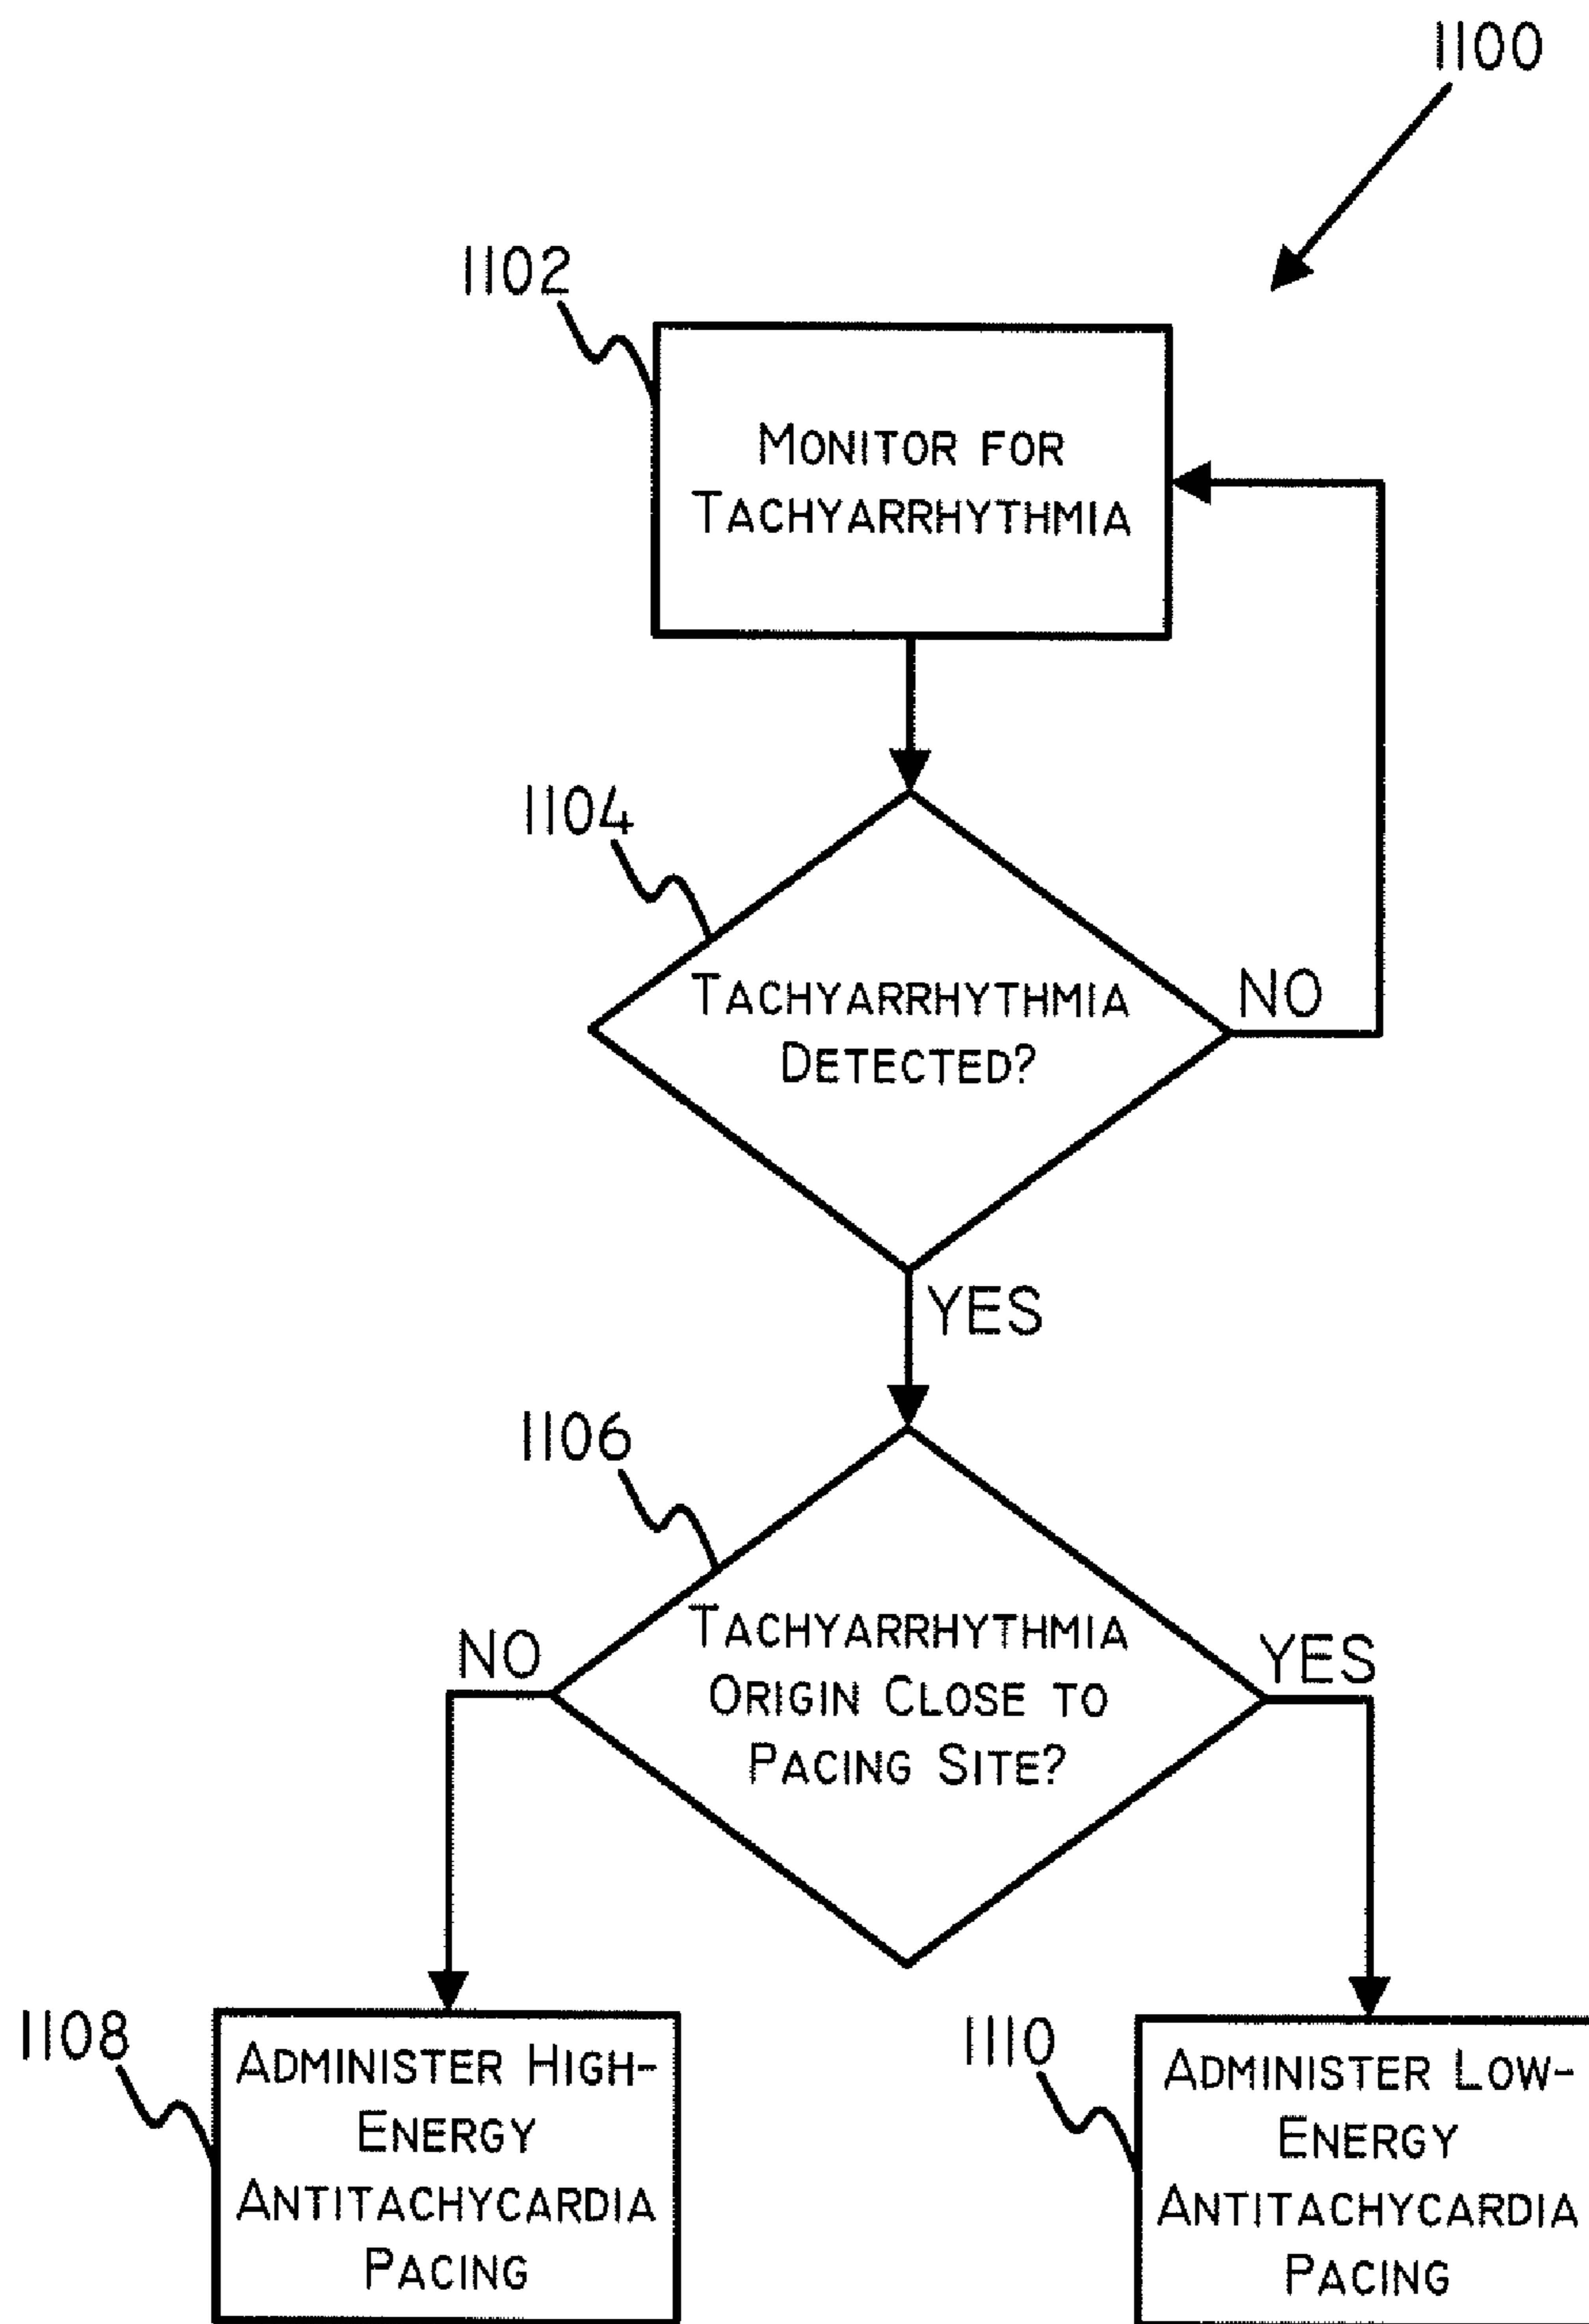 1100
1102
MONITOR FOR
TACHYARRHYTHMIA
1104
TACHYARRHYTHMIA
DETECTED?
NO
YES
1106
TACHYARRHYTHMIA
ORIGIN CLOSE TO
PACING SITE?
NO
YES
1108
ADMINISTER HIGH-
ENERGY
ANTITACHYCARDIA
PACING
1110
ADMINISTER LOW-
ENERGY
ANTITACHYCARDIA
PACING